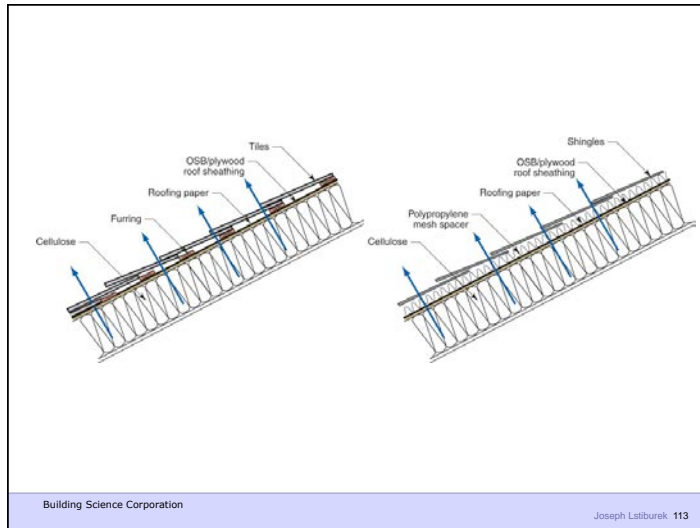 Tiles
OSB/plywood
roof sheathing
Roofing paper
Furring
Cellulose
Shingles
OSB/plywood
roof sheathing
Roofing paper
Polypropylene
mesh spacer
Cellulose
Building Science Corporation
Joseph Lstiburek 113